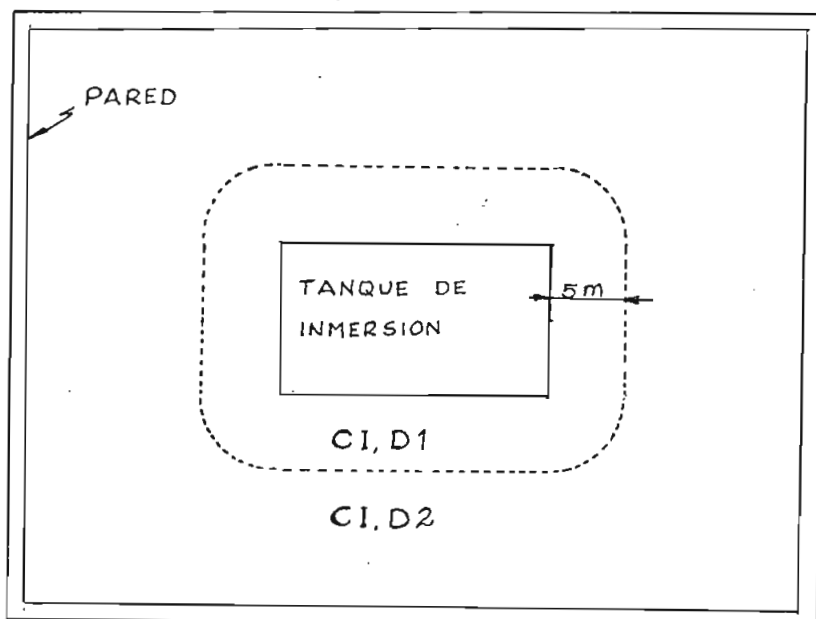 PARED
TANQUE DE
INMERSION
5m
CI, D1
CI, D2